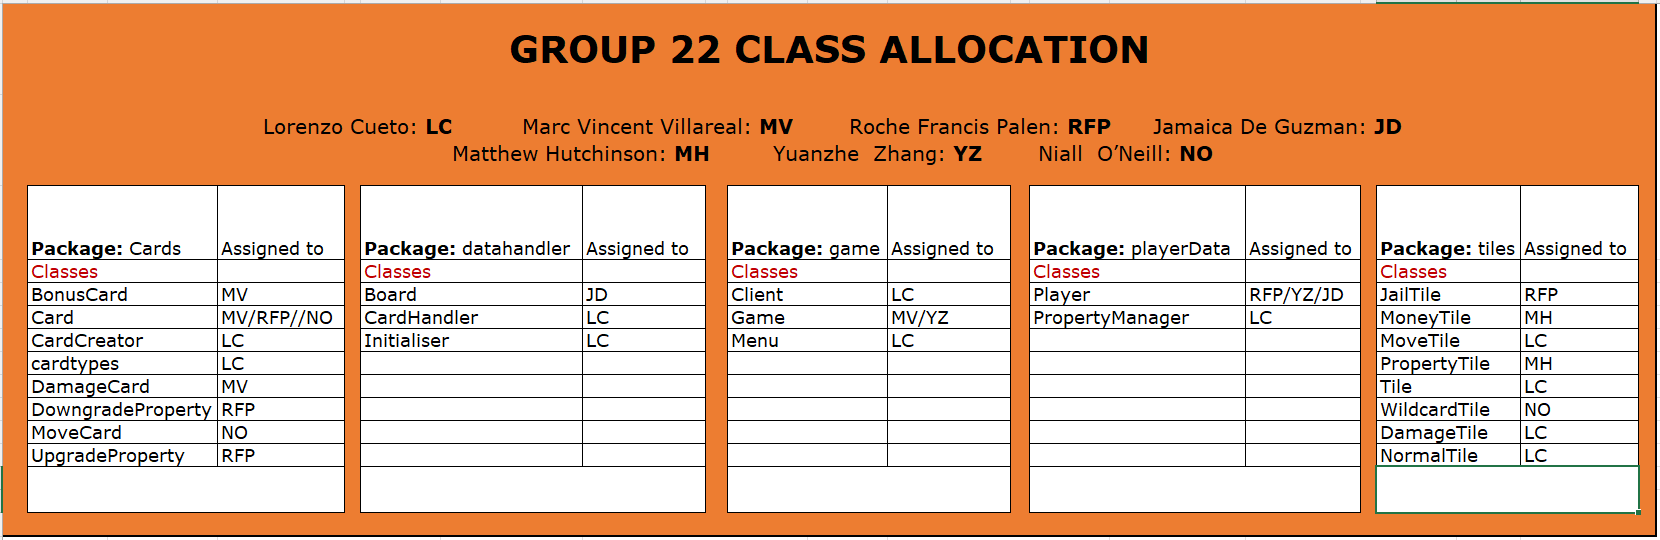 GROUP 22 CLASS ALLOCATION
Lorenzo Cueto: LC Marc Vincent Villareal: MV Roche Francis Palen: RFP Jamaica De Guzman: JD
Matthew Hutchinson: MH Yuanzhe Zhang: YZ Niall O’Neill: NO
Package: Cards Assigned to
Classes
BonusCard MV
Card MV/RFP//NO
CardCreator LC
cardtypes LC
DamageCard MV
DowngradeProperty RFP
MoveCard NO
UpgradeProperty RFP
Package: datahandler Assigned to
Classes
Board JD
CardHandler LC
Initialiser LC
Package: game Assigned to
Classes
Client LC
Game MV/YZ
Menu LC
Package: playerData Assigned to
Classes
Player RFP/YZ/JD
PropertyManager LC
Package: tiles Assigned to
Classes
JailTile RFP
MoneyTile MH
MoveTile LC
PropertyTile MH
Tile LC
WildcardTile NO
DamageTile LC
NormalTile LC